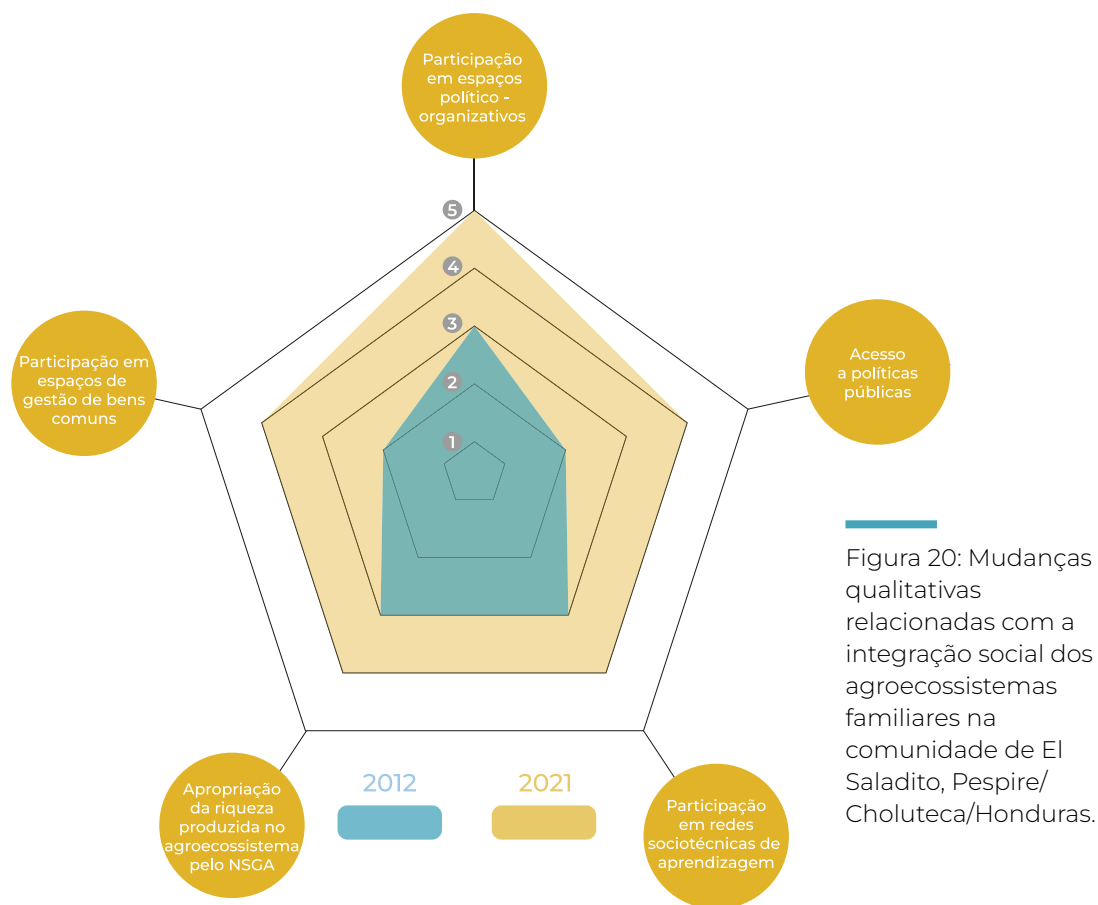 Participação
em espaços
político -
organizativos
5
4
3
2
1
Participação em
espaços de
gestão de bens
comuns
Acesso
a políticas
públicas
Apropriação
da riqueza
produzida no
agroecossistema
pelo NSGA
2012
2021
Participação
em redes
sociotécnicas de
aprendizagem
Figura 20: Mudanças
qualitativas
relacionadas com a
integração social dos
agroecossistemas
familiares na
comunidade de El
Saladito, Pespire/
Choluteca/Honduras.